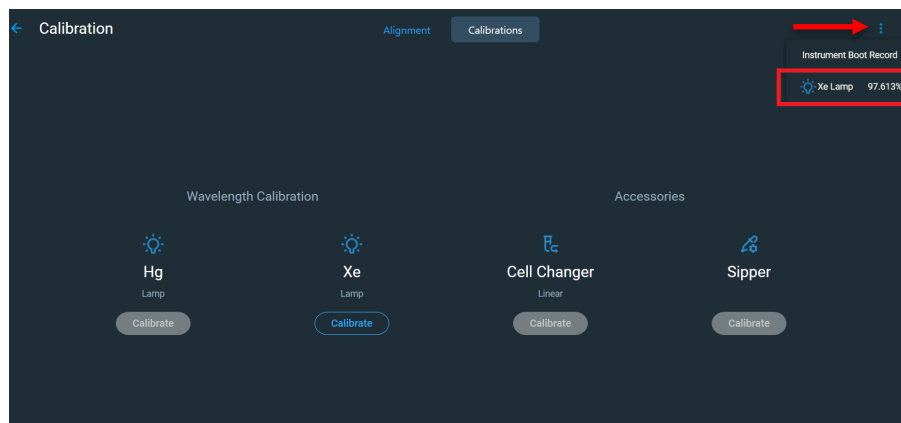 Calibration
Alignment
Calibrations
Instrument Boot Record
Xe Lamp 97.613%
Wavelength Calibration
Accessories
Hg
Xe
Cell Changer
Sipper
Lamp
Lamp
Linear
Calibrate
Calibrate
Calibrate
Calibrate